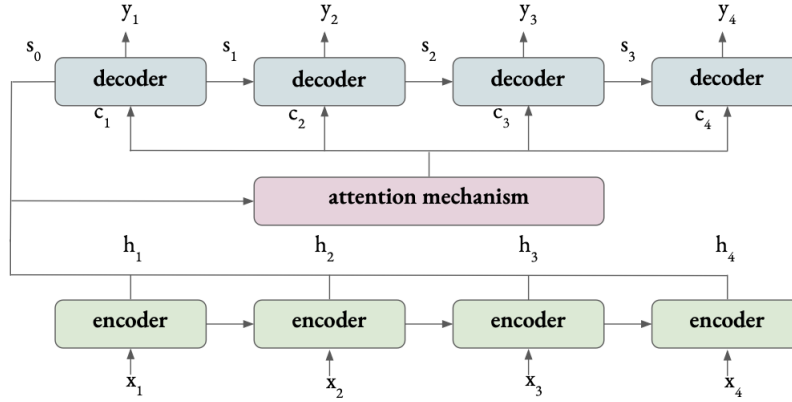 y₁ y₂ y₃ y₄
s₀ s₁ s₂ s₃
decoder decoder decoder decoder
c₁ c₂ c₃ c₄
attention mechanism
h₁ h₂ h₃ h₄
encoder encoder encoder encoder
x₁ x₂ x₃ x₄